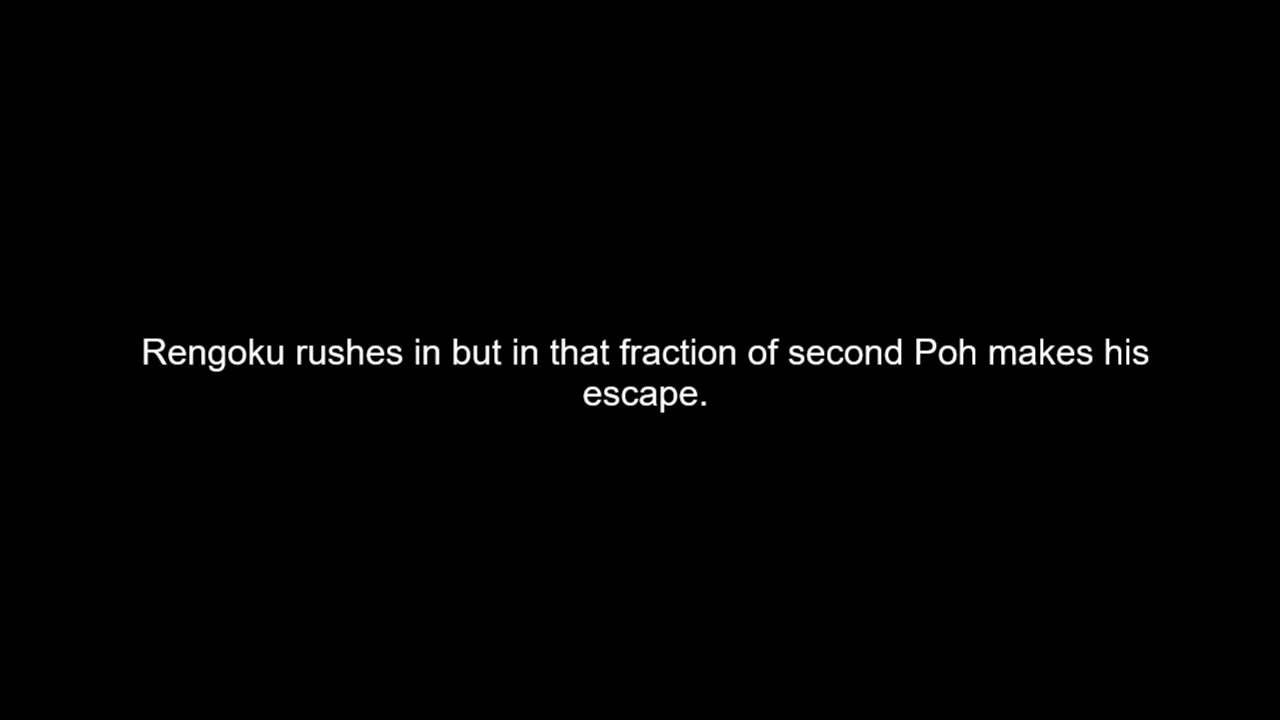 Rengoku rushes in but in that fraction of second Poh makes his
escape.